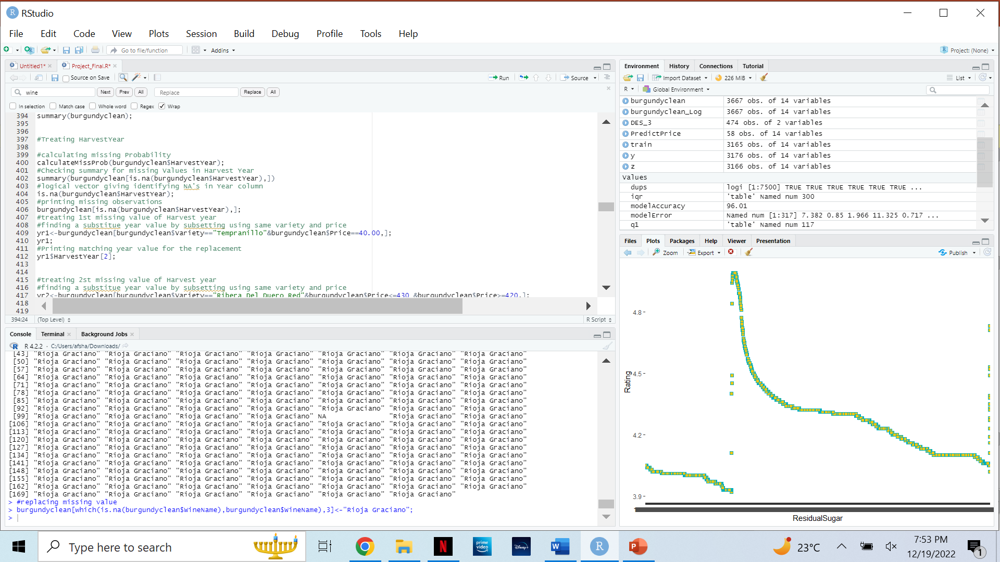 RStudio
File Edit Code View Plots Session Build Debug Profile Tools Help
Go to file/function Addins Project: (None)
Untitled1* Project_Final.R*
Source on Save Run Source
wine Next Prev All Replace Replace All
In selection Match case Whole word Regex Wrap
394 summary(burgundyclean);
395
396
397 #Treating HarvestYear
398
399 #calculating missing Probability
400 calculateMissProb(burgundyclean$HarvestYear);
401 #Checking summary for missing Values in Harvest Year
402 summary(burgundyclean[is.na(burgundyclean$HarvestYear),])
403 #logical vector giving identifying NA's in Year column
404 is.na(burgundyclean$HarvestYear);
405 #printing missing observations
406 burgundyclean[is.na(burgundyclean$HarvestYear),];
407 #treating 1st missing value of Harvest year
408 #finding a substitue year value by subsetting using same variety and price
409 yr1<-burgundyclean[burgundyclean$Variety=="Tempranillo"&burgundyclean$Price==40.00,];
410 yr1;
411 #Printing matching year value for the replacement
412 yr1$HarvestYear[2];
413
414
415 #treating 2st missing value of Harvest year
416 #finding a substitue year value by subsetting using same variety and price
417 yr2<-burgundyclean[burgundyclean$Variety=="Ribera Del Duero Red"&burgundyclean$Price<=430 &burgundyclean$Price>=420,];
418
419
394:24 (Top Level) R Script
Console Terminal Background Jobs
R 4.2.2 · C:/Users/afsha/Downloads/
[43] "Rioja Graciano" "Rioja Graciano" "Rioja Graciano" "Rioja Graciano" "Rioja Graciano" "Rioja Graciano" "Rioja Graciano"
[50] "Rioja Graciano" "Rioja Graciano" "Rioja Graciano" "Rioja Graciano" "Rioja Graciano" "Rioja Graciano" "Rioja Graciano"
[57] "Rioja Graciano" "Rioja Graciano" "Rioja Graciano" "Rioja Graciano" "Rioja Graciano" "Rioja Graciano" "Rioja Graciano"
[64] "Rioja Graciano" "Rioja Graciano" "Rioja Graciano" "Rioja Graciano" "Rioja Graciano" "Rioja Graciano" "Rioja Graciano"
[71] "Rioja Graciano" "Rioja Graciano" "Rioja Graciano" "Rioja Graciano" "Rioja Graciano" "Rioja Graciano" "Rioja Graciano"
[78] "Rioja Graciano" "Rioja Graciano" "Rioja Graciano" "Rioja Graciano" "Rioja Graciano" "Rioja Graciano" "Rioja Graciano"
[85] "Rioja Graciano" "Rioja Graciano" "Rioja Graciano" "Rioja Graciano" "Rioja Graciano" "Rioja Graciano" "Rioja Graciano"
[92] "Rioja Graciano" "Rioja Graciano" "Rioja Graciano" "Rioja Graciano" "Rioja Graciano" "Rioja Graciano" "Rioja Graciano"
[99] "Rioja Graciano" "Rioja Graciano" "Rioja Graciano" "Rioja Graciano" NA "Rioja Graciano" "Rioja Graciano"
[106] "Rioja Graciano" "Rioja Graciano" "Rioja Graciano" "Rioja Graciano" "Rioja Graciano" "Rioja Graciano" "Rioja Graciano"
[113] "Rioja Graciano" "Rioja Graciano" "Rioja Graciano" "Rioja Graciano" "Rioja Graciano" "Rioja Graciano" "Rioja Graciano"
[120] "Rioja Graciano" "Rioja Graciano" "Rioja Graciano" "Rioja Graciano" "Rioja Graciano" "Rioja Graciano" "Rioja Graciano"
[127] "Rioja Graciano" "Rioja Graciano" "Rioja Graciano" "Rioja Graciano" "Rioja Graciano" "Rioja Graciano" "Rioja Graciano"
[134] "Rioja Graciano" "Rioja Graciano" "Rioja Graciano" "Rioja Graciano" "Rioja Graciano" "Rioja Graciano" "Rioja Graciano"
[141] "Rioja Graciano" "Rioja Graciano" "Rioja Graciano" "Rioja Graciano" "Rioja Graciano" "Rioja Graciano" "Rioja Graciano"
[148] "Rioja Graciano" "Rioja Graciano" "Rioja Graciano" "Rioja Graciano" "Rioja Graciano" "Rioja Graciano" "Rioja Graciano"
[155] "Rioja Graciano" "Rioja Graciano" "Rioja Graciano" "Rioja Graciano" "Rioja Graciano" "Rioja Graciano" "Rioja Graciano"
[162] "Rioja Graciano" "Rioja Graciano" "Rioja Graciano" "Rioja Graciano" "Rioja Graciano" "Rioja Graciano" "Rioja Graciano"
[169] "Rioja Graciano" "Rioja Graciano" "Rioja Graciano" "Rioja Graciano" "Rioja Graciano" "Rioja Graciano"
> #replacing missing value
> burgundyclean[which(is.na(burgundyclean$WineName),burgundyclean$WineName),3]<-"Rioja Graciano";
>
Environment History Connections Tutorial
Import Dataset 226 MiB List
R Global Environment
burgundyclean 3667 obs. of 14 variables
burgundyclean_Log 3667 obs. of 14 variables
DES_3 474 obs. of 2 variables
PredictPrice 58 obs. of 14 variables
train 3165 obs. of 14 variables
y 3176 obs. of 14 variables
z 3166 obs. of 14 variables
Values
dups logi [1:7500] TRUE TRUE TRUE TRUE TRUE TRUE ...
iqr 'table' Named num 300
modelAccuracy 96.01
modelError Named num [1:317] 7.382 0.85 1.966 11.325 0.717 ...
q1 'table' Named num 117
Files Plots Packages Help Viewer Presentation
Zoom Export Publish
4.8
4.5
4.2
3.9
Rating
ResidualSugar
Type here to search
N
prime video
Disney+
W
R
P
23°C
7:53 PM
12/19/2022
1